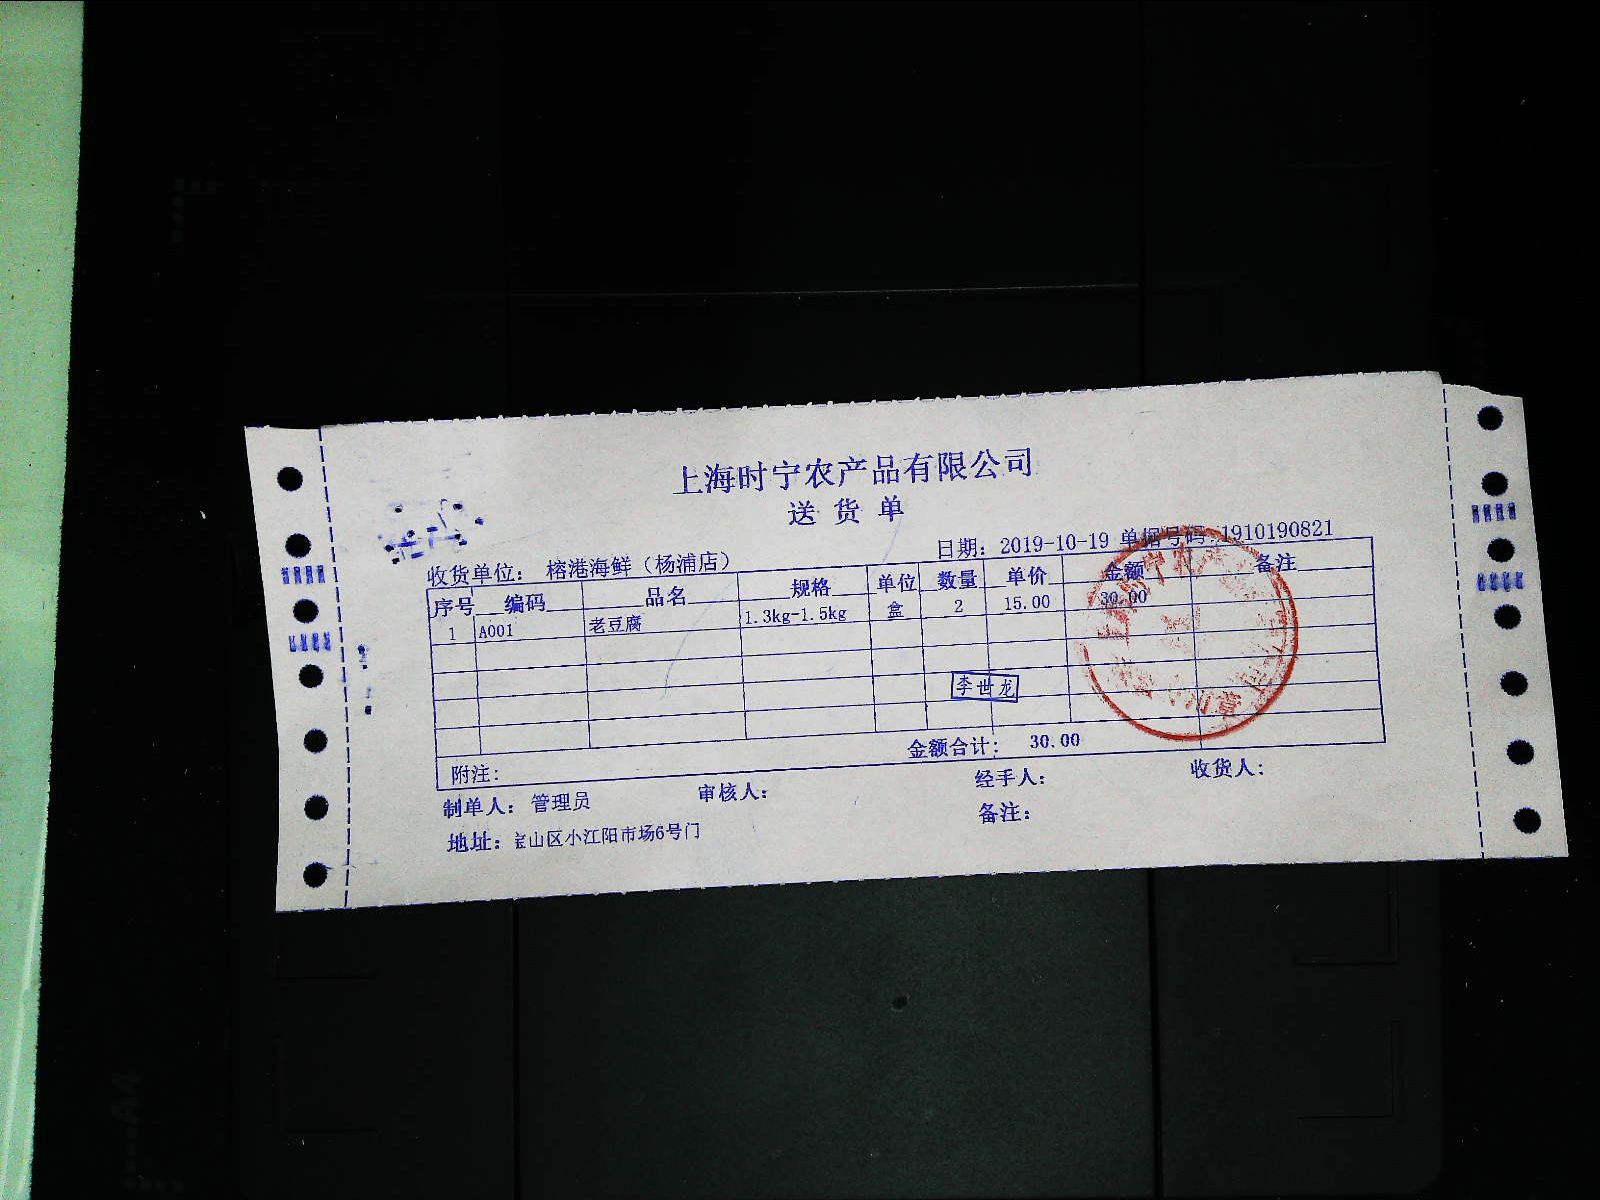 上海时宁农产品有限公司
送货单
收货单位： 榕港海鲜（杨浦店） 日期：2019-10-19 单据号码：1910190821
序号 编码 品名 规格 单位 数量 单价 金额 备注
1 A001 老豆腐 1.3kg-1.5kg 盒 2 15.00 30.00
李世龙
金额合计： 30.00
附注：
制单人： 管理员 审核人： 经手人： 收货人：
地址： 宝山区小江阳市场6号门 备注：